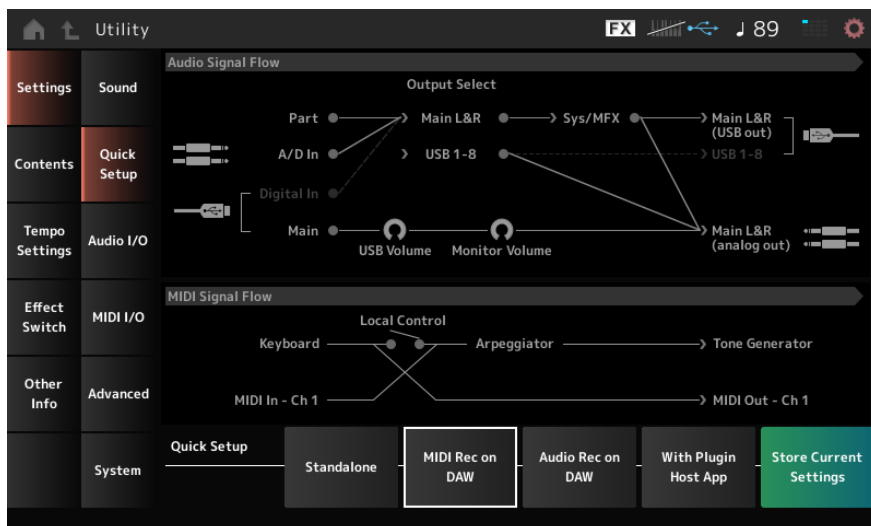 Utility
FX
♩ 89
Settings
Sound
Contents
Quick
Setup
Tempo
Settings
Audio I/O
Effect
Switch
MIDI I/O
Other
Info
Advanced
System
Audio Signal Flow
Output Select
Part
Main L&R
Sys/MFX
Main L&R
(USB out)
A/D In
USB 1-8
USB 1-8
Digital In
Main
USB Volume
Monitor Volume
Main L&R
(analog out)
MIDI Signal Flow
Local Control
Keyboard
Arpeggiator
Tone Generator
MIDI In - Ch 1
MIDI Out - Ch 1
Quick Setup
Standalone
MIDI Rec on
DAW
Audio Rec on
DAW
With Plugin
Host App
Store Current
Settings